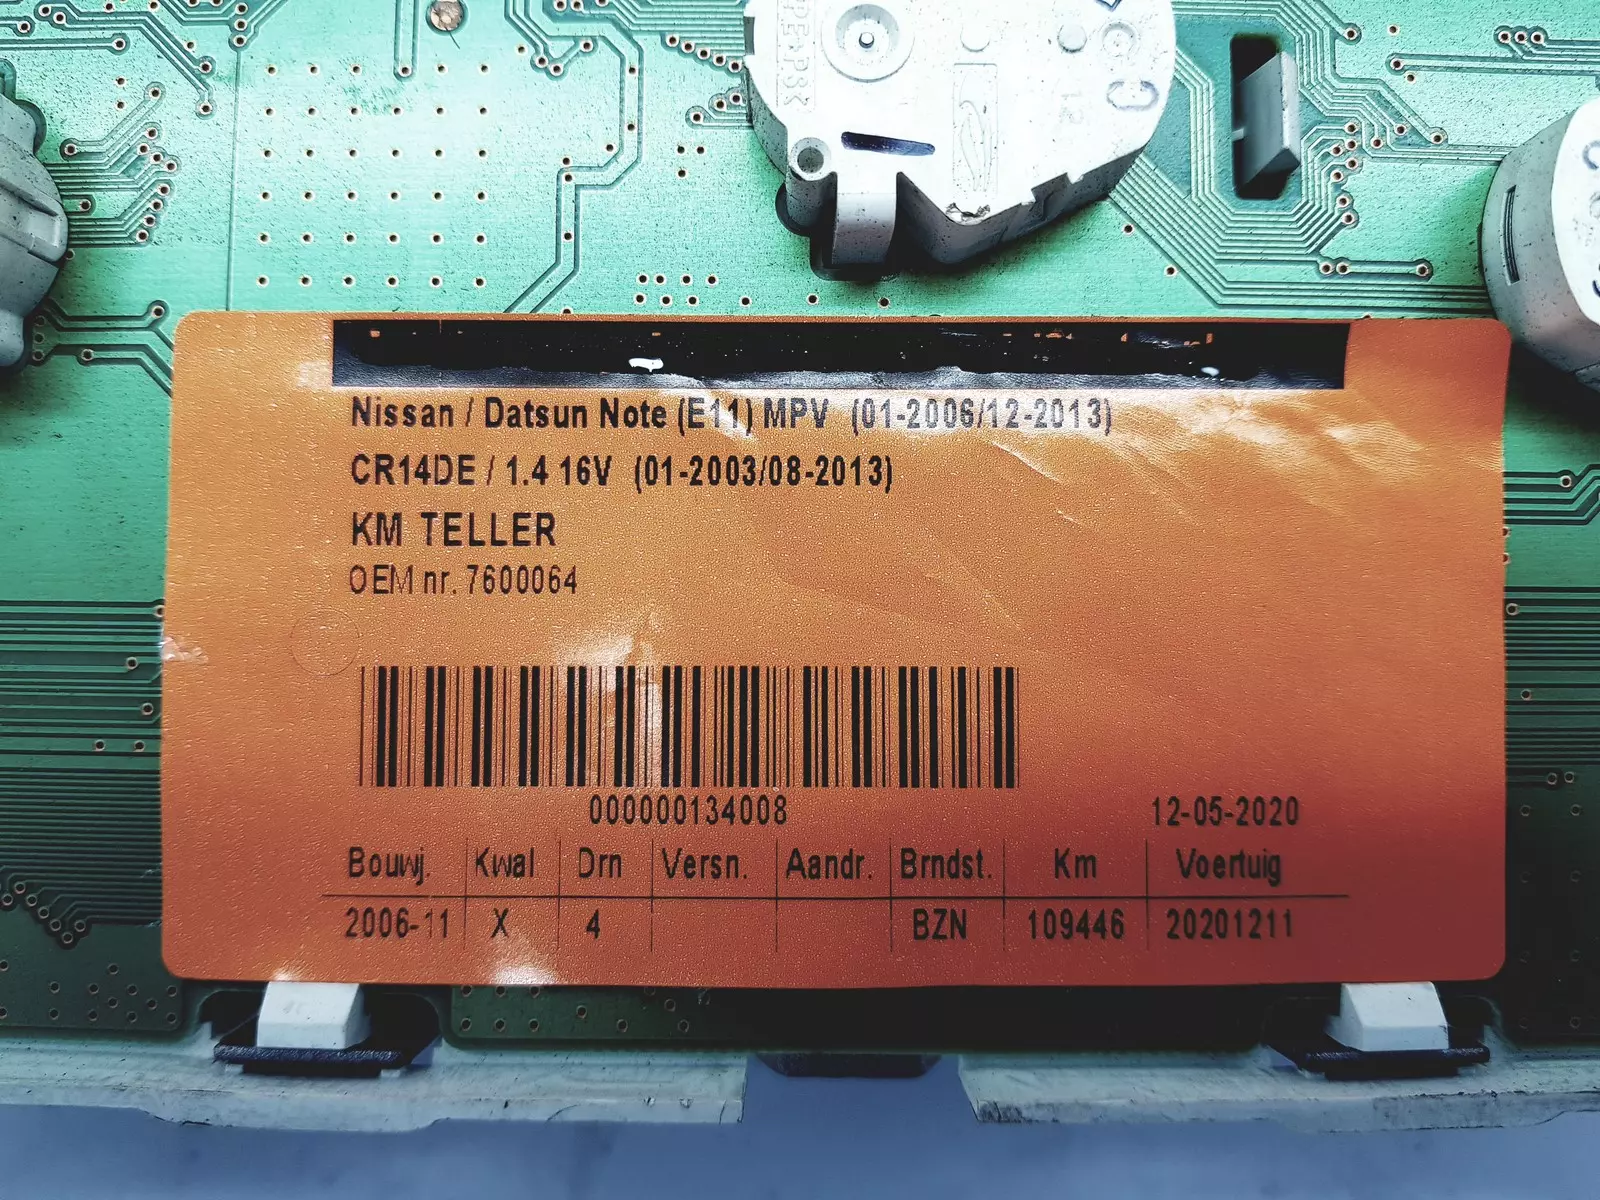 Nissan / Datsun Note (E11) MPV (01-2006/12-2013)
CR14DE / 1.4 16V (01-2003/08-2013)
KM TELLER
OEM nr. 7600064
000000134008
12-05-2020
Bouwj. Kwal Drn Versn. Aandr. Brndst. Km Voertuig
2006-11 X 4 BZN 109446 20201211